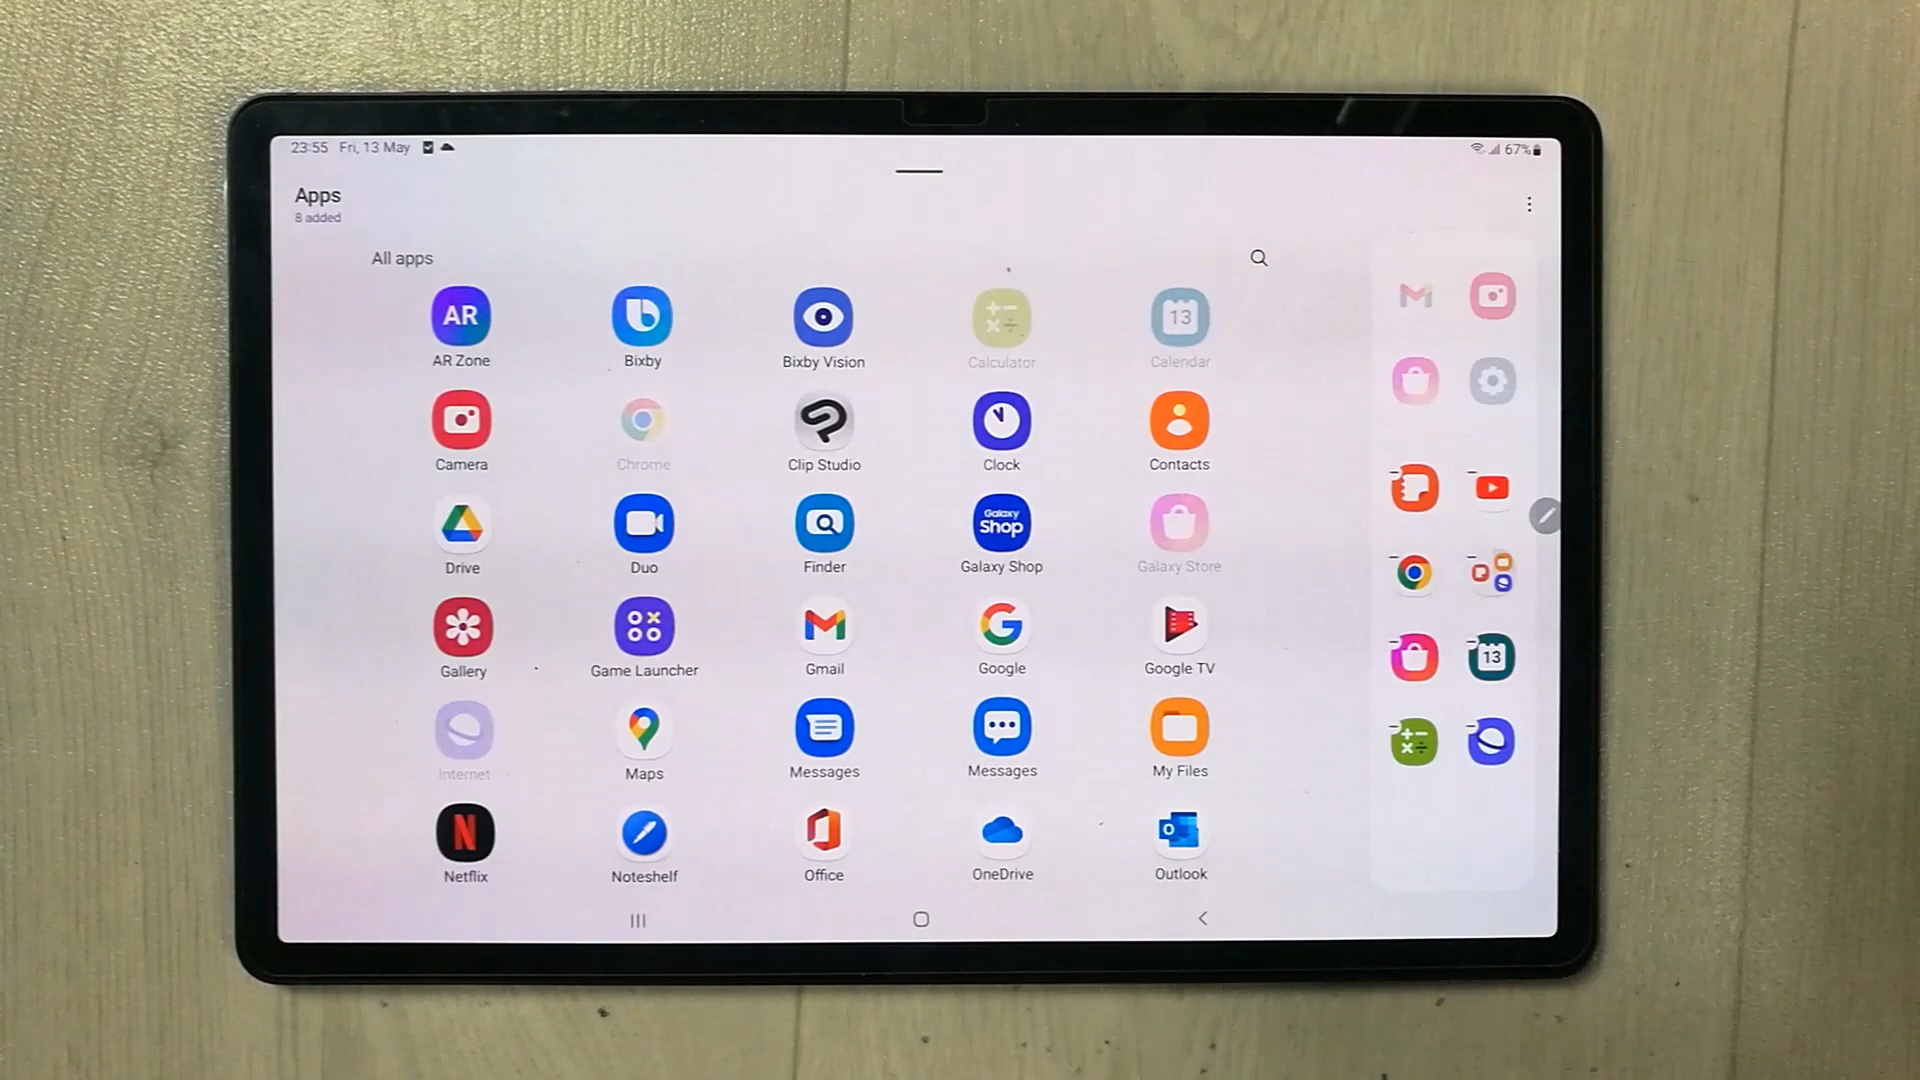 23:55 Fri, 13 May
67%
Apps
8 added
All apps
AR
13
AR Zone Bixby Bixby Vision Calculator Calendar
Camera Chrome Clip Studio Clock Contacts
Galaxy
Shop
Drive Duo Finder Galaxy Shop Galaxy Store
Gallery Game Launcher Gmail Google Google TV
13
Internet Maps Messages Messages My Files
N
O
Netflix Noteshelf Office OneDrive Outlook